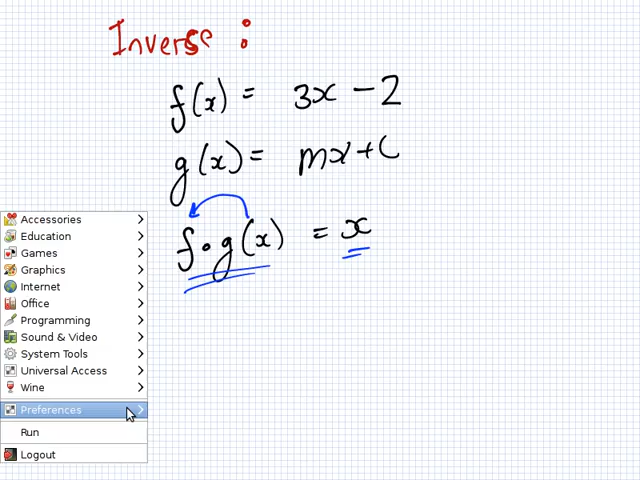 Inverse :
f(x) = 3x - 2
g(x) = mx + c
f∘g(x) = x
Accessories
Education
Games
Graphics
Internet
Office
Programming
Sound & Video
System Tools
Universal Access
Wine
Preferences
Run
Logout